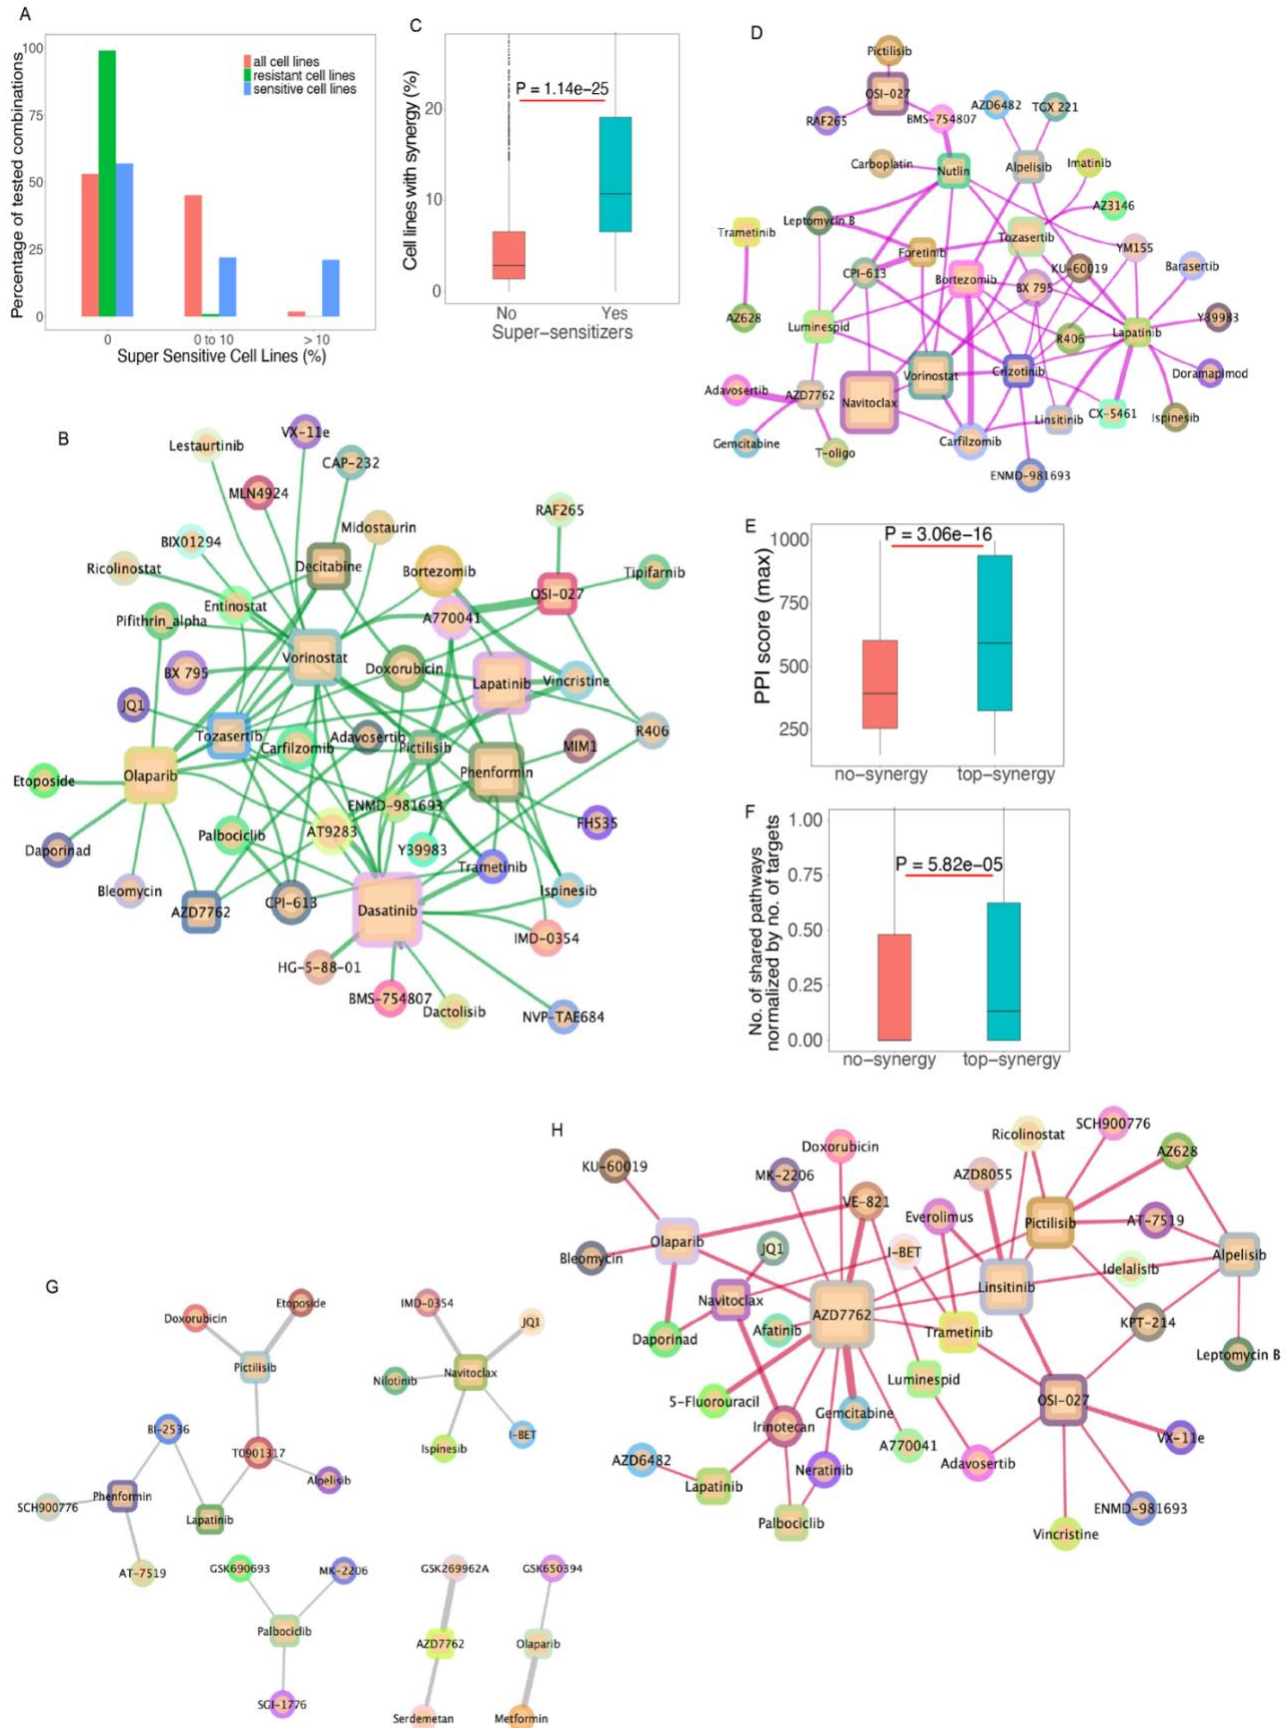 A
Percentage of tested combinations
100
75
50
25
0
all cell lines
resistant cell lines
sensitive cell lines
0
0 to 10
> 10
Super Sensitive Cell Lines (%)
C
Cell lines with synergy (%)
20
10
0
P = 1.14e−25
No
Yes
Super−sensitizers
D
Pictilisib
OSI-027
RAF265
BMS-754807
AZD6482
TGX 221
Carboplatin
Nutlin
Alpelisib
Imatinib
AZ3146
Leptomycin B
Trametinib
Foretinib
Tozasertib
YM155
CPI-613
Bortezomib
KU-60019
BX 795
Barasertib
AZ628
Luminespid
R406
Lapatinib
Y39983
Vorinostat
Crizotinib
Doramapimod
Adavosertib
AZD7762
Navitoclax
Linsitinib
CX-5461
Ispinesib
Gemcitabine
T-oligo
Carfilzomib
ENMD-981693
B
VX-11e
Lestaurtinib
CAP-232
MLN4924
RAF265
BIX01294
Midostaurin
Ricolinostat
Decitabine
Bortezomib
Tipifarnib
OSI-027
Entinostat
Pifithrin_alpha
A770041
Vorinostat
BX 795
Doxorubicin
Lapatinib
Vincristine
JQ1
Tozasertib
Carfilzomib
Adavosertib
Pictilisib
R406
MIM1
Olaparib
Phenformin
Etoposide
ENMD-981693
FH535
Palbociclib
AT9283
Daporinad
Y39983
Trametinib
Bleomycin
Ispinesib
AZD7762
CPI-613
Dasatinib
IMD-0354
HG-5-88-01
BMS-754807
Dactolisib
NVP-TAE684
E
PPI score (max)
1000
750
500
250
P = 3.06e−16
no−synergy
top−synergy
F
No. of shared pathways
normalized by no. of targets
1.00
0.75
0.50
0.25
0.00
P = 5.82e−05
no−synergy
top−synergy
H
Doxorubicin
Ricolinostat
SCH900776
KU-60019
MK-2206
AZD8055
AZ628
VE-821
Everolimus
Pictilisib
AT-7519
Olaparib
JQ1
I-BET
Alpelisib
Bleomycin
Idelalisib
Navitoclax
Linsitinib
AZD7762
Daporinad
Afatinib
Trametinib
KPT-214
Leptomycin B
Luminespid
5-Fluorouracil
Gemcitabine
OSI-027
Irinotecan
VX-11e
A770041
AZD6482
Neratinib
Adavosertib
Lapatinib
Palbociclib
ENMD-981693
Vincristine
G
Doxorubicin
Etoposide
IMD-0354
JQ1
Pictilisib
Navitoclax
Nilotinib
BI-2536
T0901317
Ispinesib
I-BET
Alpelisib
Phenformin
SCH900776
Lapatinib
AT-7519
GSK690693
MK-2206
GSK269962A
GSK650394
Palbociclib
AZD7762
Olaparib
SGI-1776
Serdemetan
Metformin